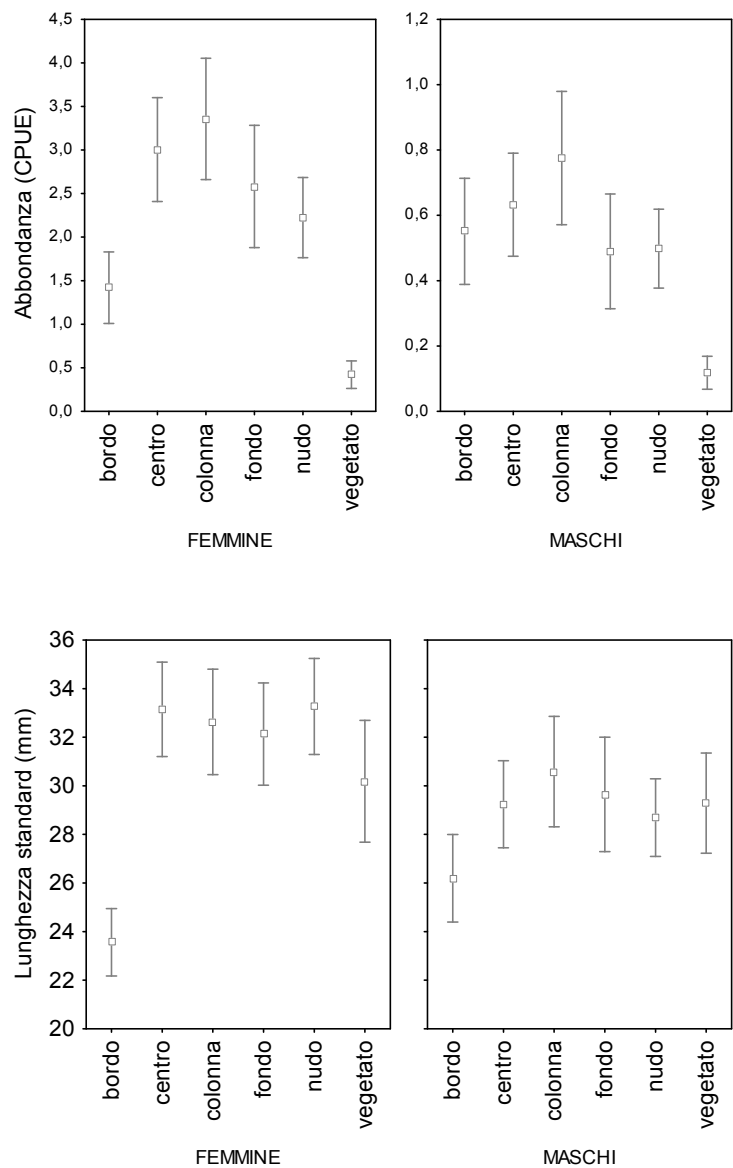 Abbondanza (CPUE)
4,5
4,0
3,5
3,0
2,5
2,0
1,5
1,0
0,5
0,0
bordo
centro
colonna
fondo
nudo
vegetato
FEMMINE
1,2
1,0
0,8
0,6
0,4
0,2
0,0
bordo
centro
colonna
fondo
nudo
vegetato
MASCHI
Lunghezza standard (mm)
36
34
32
30
28
26
24
22
20
bordo
centro
colonna
fondo
nudo
vegetato
FEMMINE
bordo
centro
colonna
fondo
nudo
vegetato
MASCHI